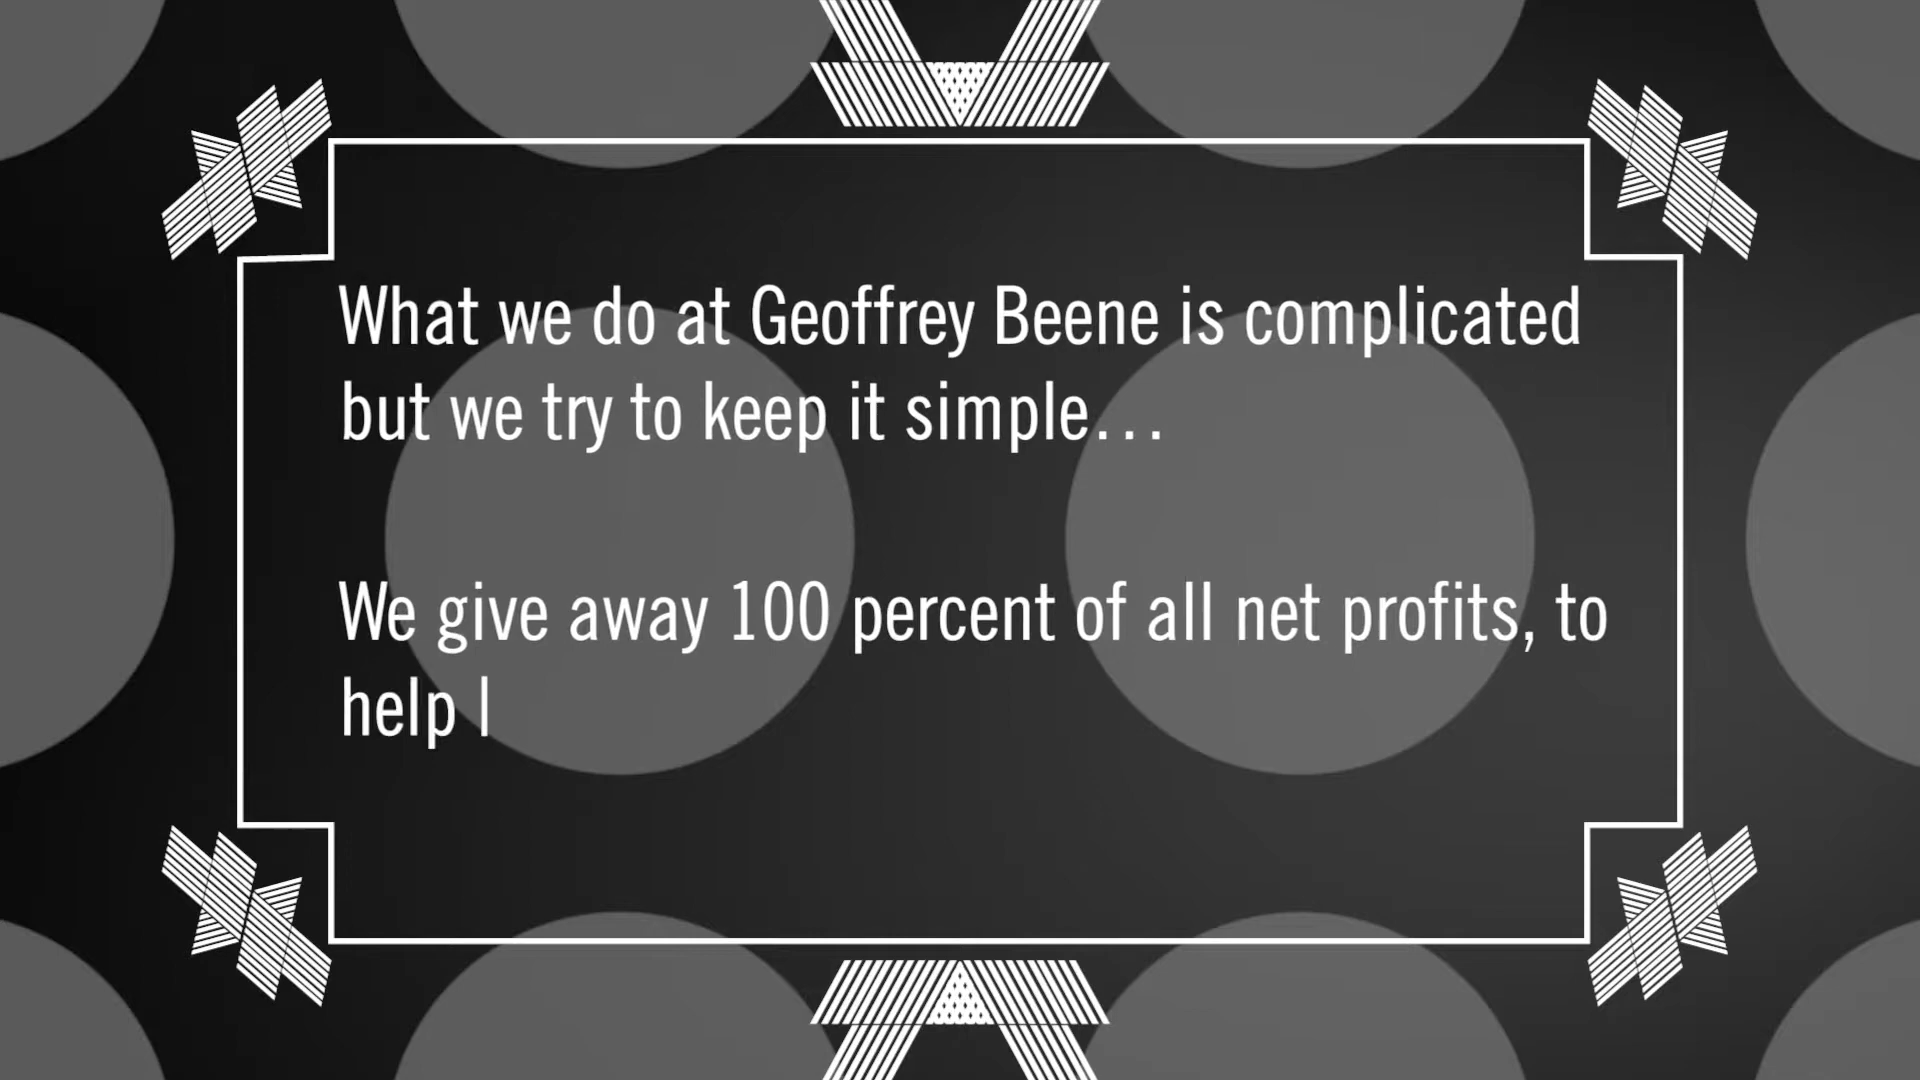 What we do at Geoffrey Beene is complicated
but we try to keep it simple...
We give away 100 percent of all net profits, to
help l